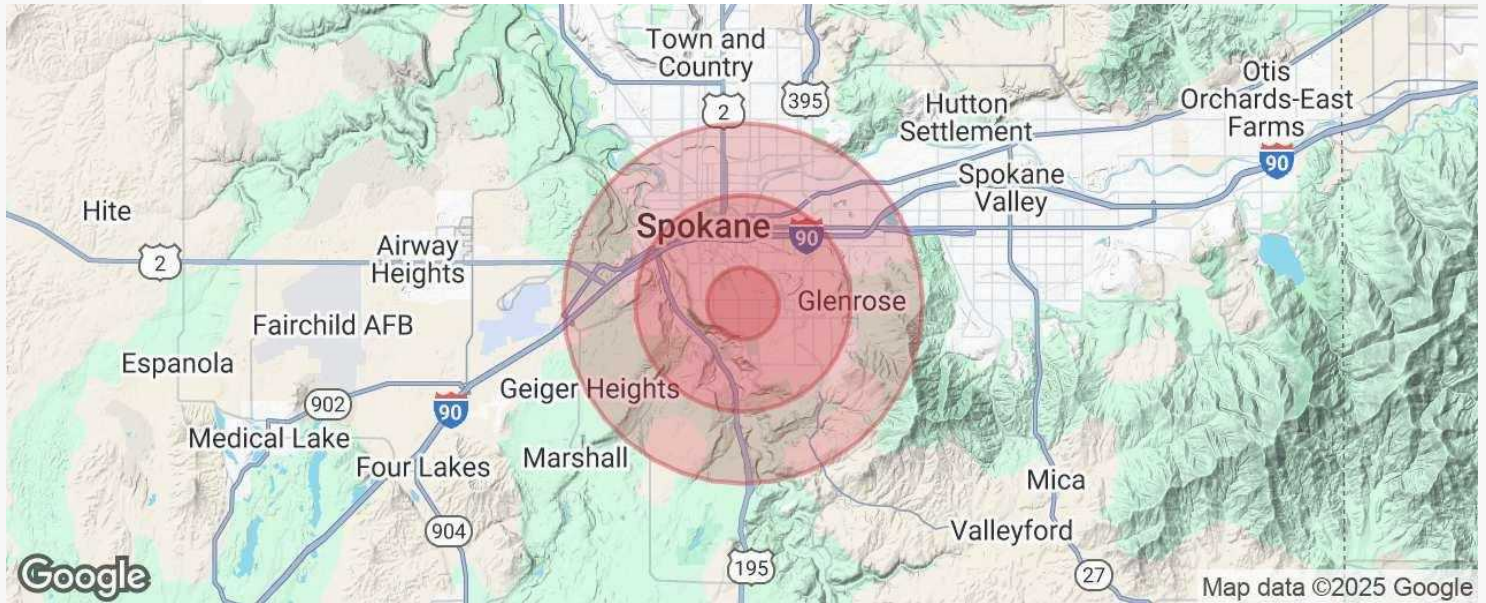 Town and
Country
2
395
Hutton
Settlement
Otis
Orchards-East
Farms
90
Spokane
Valley
Hite
Spokane
90
2
Airway
Heights
Glenrose
Fairchild AFB
Espanola
Geiger Heights
902
90
Medical Lake
Marshall
Four Lakes
Mica
904
Valleyford
195
27
Google
Map data ©2025 Google